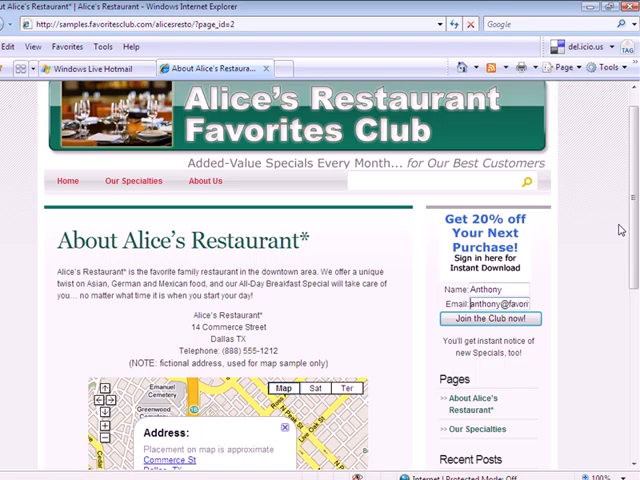 out Alice's Restaurant* | Alice's Restaurant - Windows Internet Explorer
http://samples.favoritesclub.com/alicesresto/?page_id=2
Google
Edit View Favorites Tools Help
del.icio.us
TAG
Windows Live Hotmail
About Alice's Restaura...
Page
Tools
Alice's Restaurant
Favorites Club
Added-Value Specials Every Month... for Our Best Customers
Home Our Specialties About Us
About Alice's Restaurant*
Alice's Restaurant* is the favorite family restaurant in the downtown area. We offer a unique
twist on Asian, German and Mexican food, and our All-Day Breakfast Special will take care of
you... no matter what time it is when you start your day!
Alice's Restaurant*
14 Commerce Street
Dallas TX
Telephone: (888) 555-1212
(NOTE: fictional address, used for map sample only)
Emanuel
Cemetery
Greenwood
Cemetery
N Peak St
Live Oak St
Map Sat Ter
Address:
Placement on map is approximate
Commerce St
Dallas, TX
Get 20% off
Your Next
Purchase!
Sign in here for
Instant Download
Name: Anthony
Email: anthony@favori
Join the Club now!
You'll get instant notice
of new Specials, too!
Pages
>> About Alice's
Restaurant*
>> Our Specialties
Recent Posts
Internet | Protected Mode: Off
100%